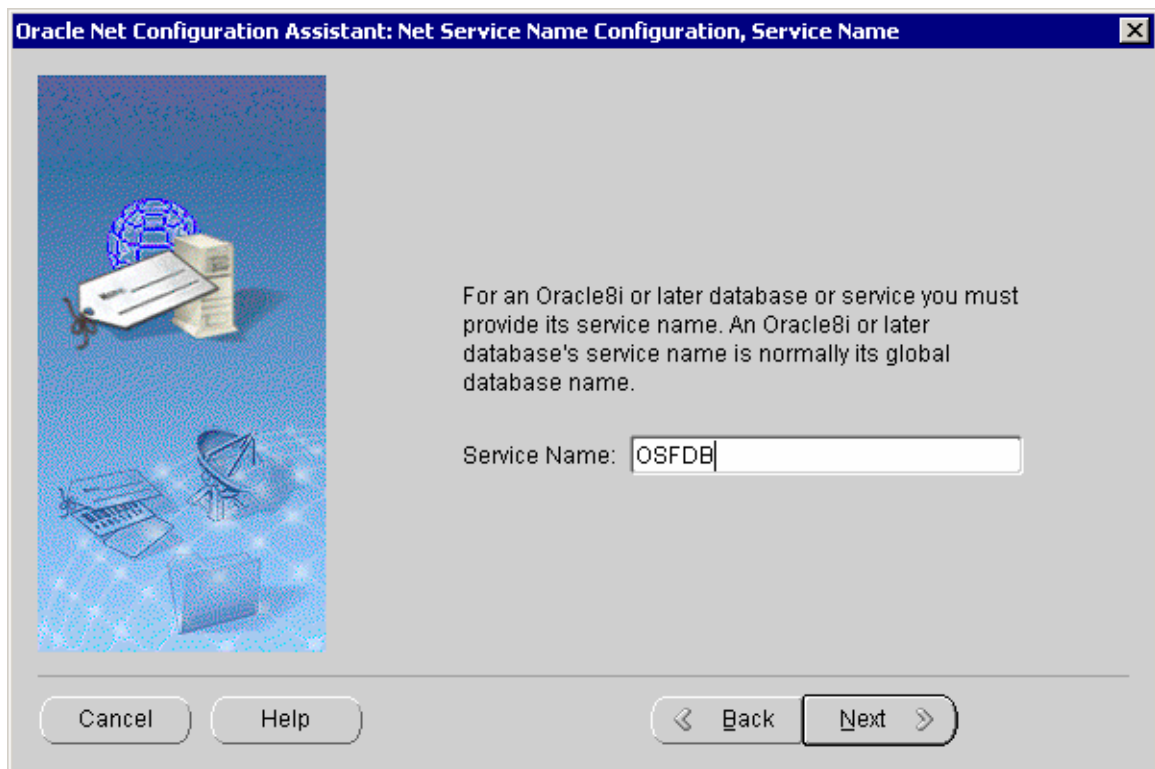 Oracle Net Configuration Assistant: Net Service Name Configuration, Service Name
For an Oracle8i or later database or service you must
provide its service name. An Oracle8i or later
database's service name is normally its global
database name.
Service Name: OSFDB
Cancel Help Back Next